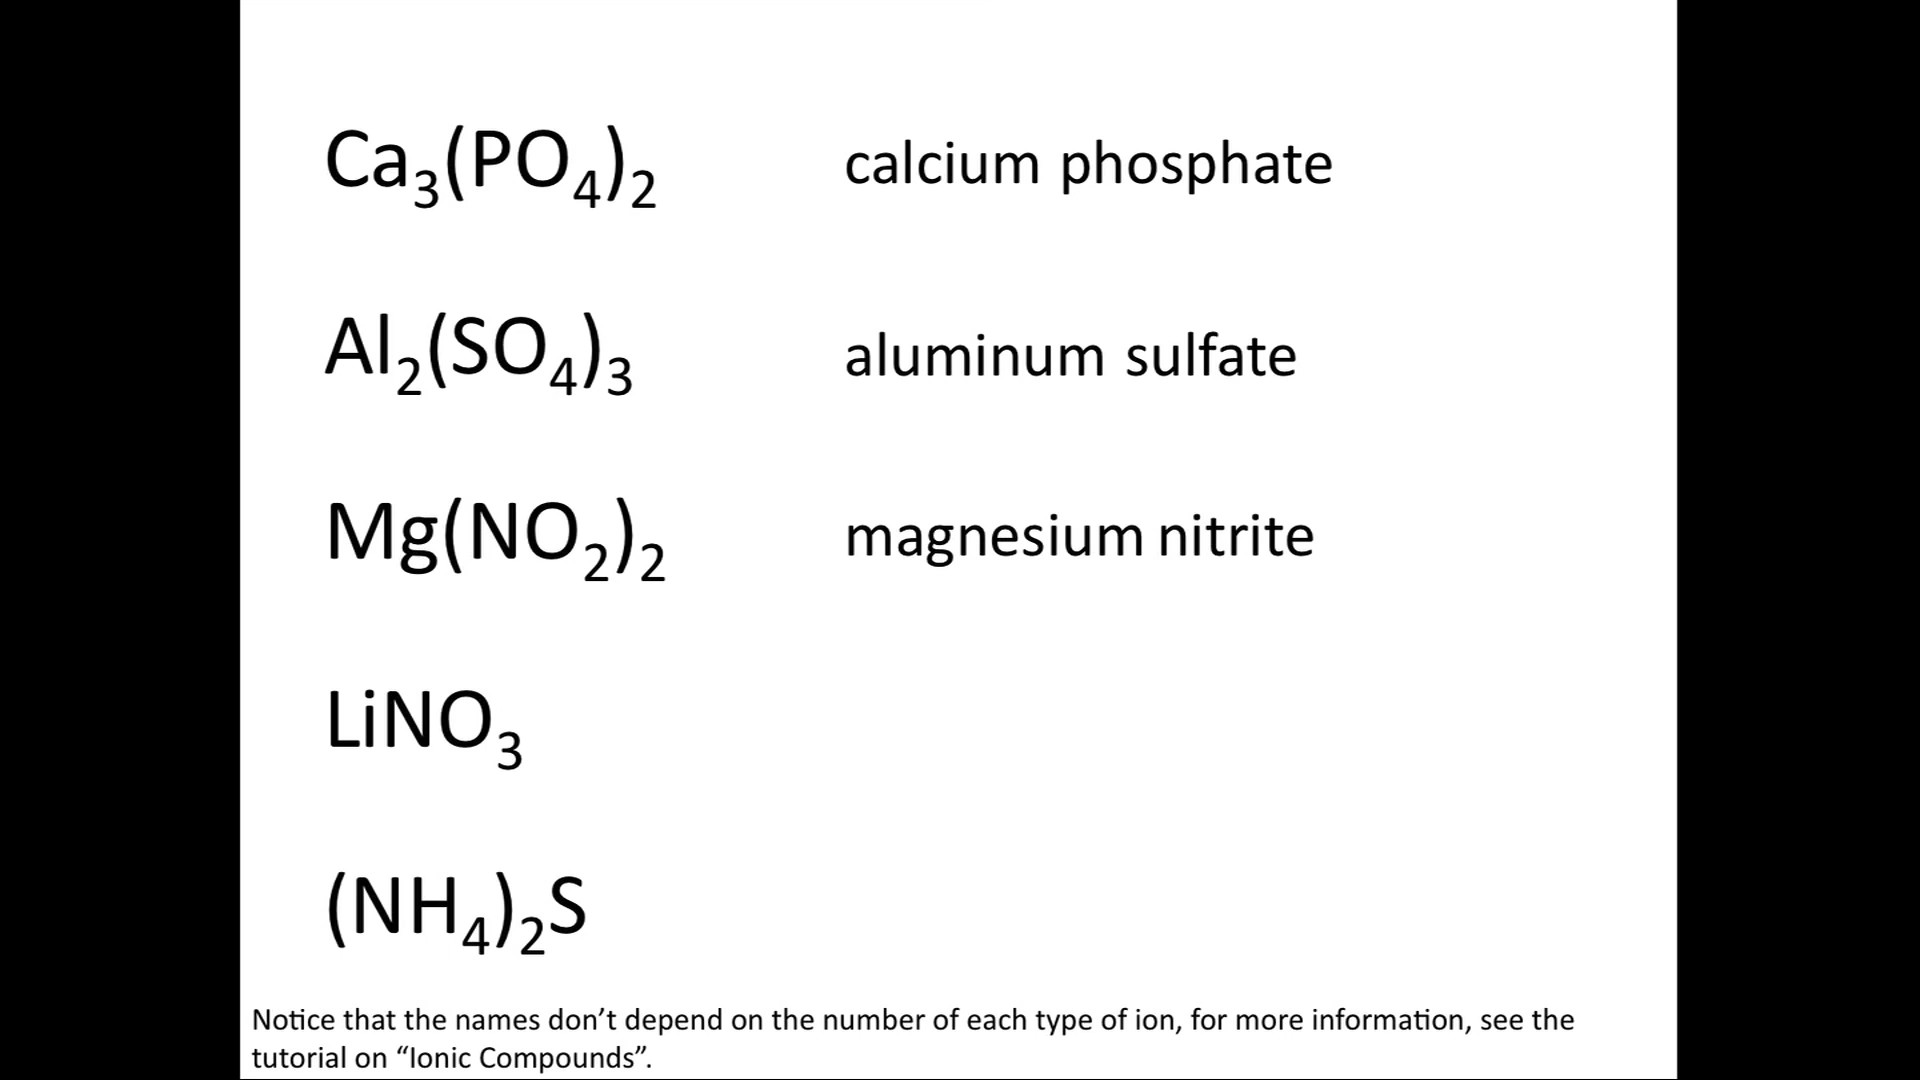 Ca₃(PO₄)₂ calcium phosphate
Al₂(SO₄)₃ aluminum sulfate
Mg(NO₂)₂ magnesium nitrite
LiNO₃
(NH₄)₂S
Notice that the names don’t depend on the number of each type of ion, for more information, see the
tutorial on “Ionic Compounds”.